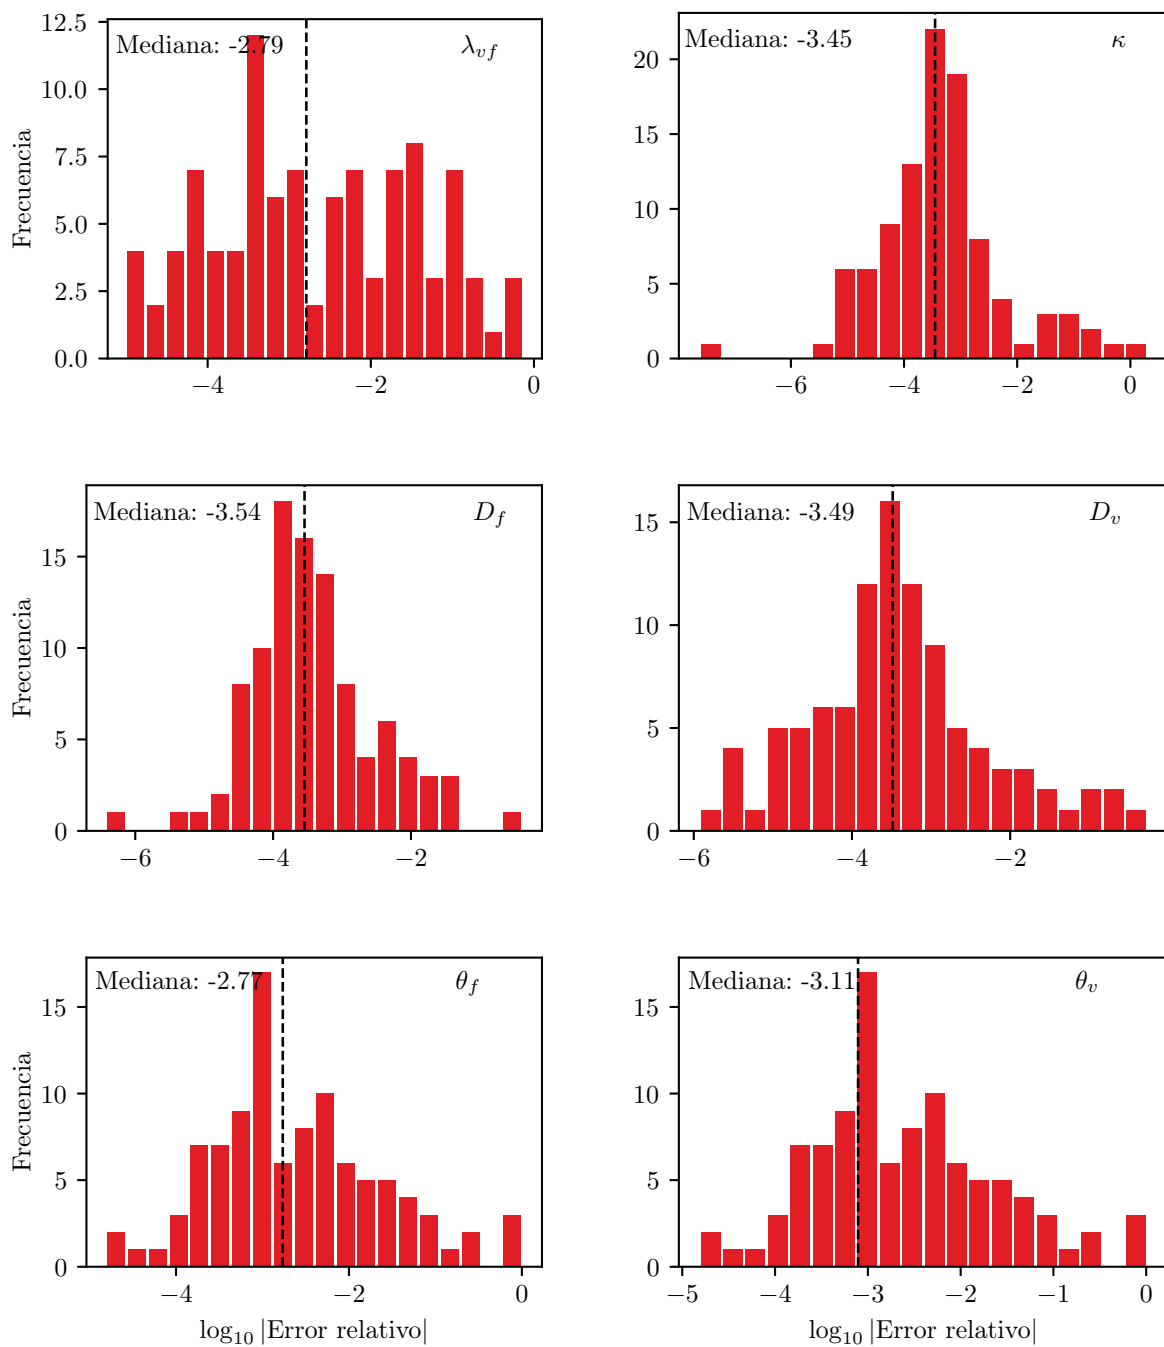 Mediana: -2.79
λ_vf
Frecuencia
12.5
10.0
7.5
5.0
2.5
0.0
−4
−2
0
Mediana: -3.45
κ
20
15
10
5
0
−6
−4
−2
0
Mediana: -3.54
D_f
Frecuencia
15
10
5
0
−6
−4
−2
Mediana: -3.49
D_v
15
10
5
0
−6
−4
−2
Mediana: -2.77
θ_f
Frecuencia
15
10
5
0
−4
−2
0
log₁₀ |Error relativo|
Mediana: -3.11
θ_v
15
10
5
0
−5
−4
−3
−2
−1
0
log₁₀ |Error relativo|